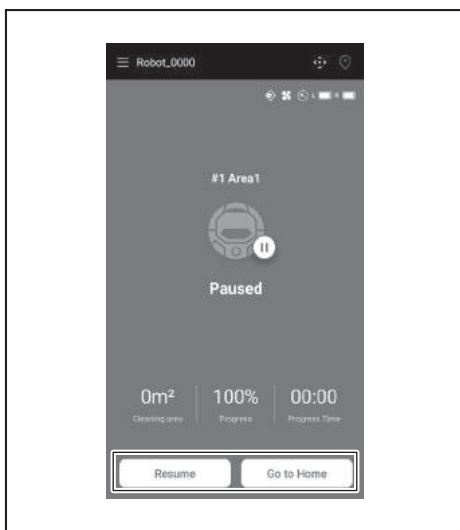 Robot_0000
L R
#1 Area1
Paused
0m² 100% 00:00
Cleaning area Progress Progress Time
Resume Go to Home